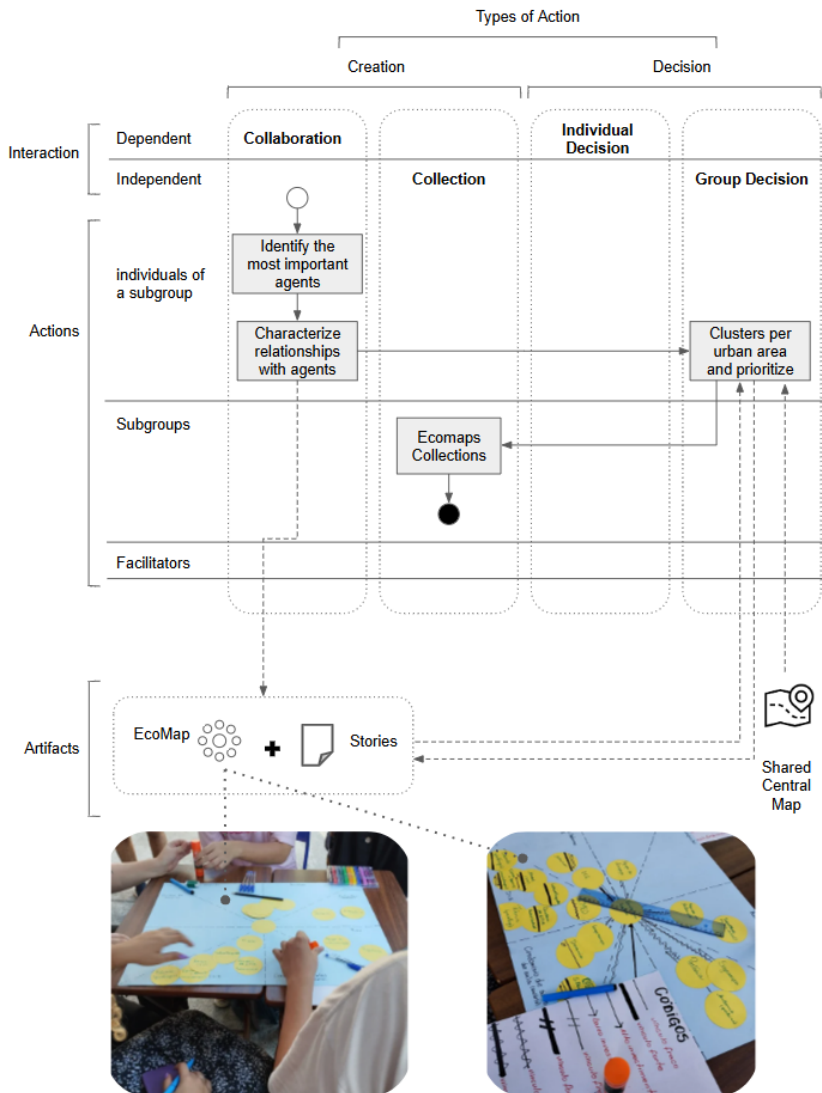 Types of Action
Creation
Decision
Interaction
Dependent
Collaboration
Individual
Decision
Independent
Collection
Group Decision
Actions
individuals of
a subgroup
Identify the
most important
agents
Characterize
relationships
with agents
Clusters per
urban area
and prioritize
Subgroups
Ecomaps
Collections
Facilitators
Artifacts
EcoMap
Stories
Shared
Central
Map
CÓDIGOS